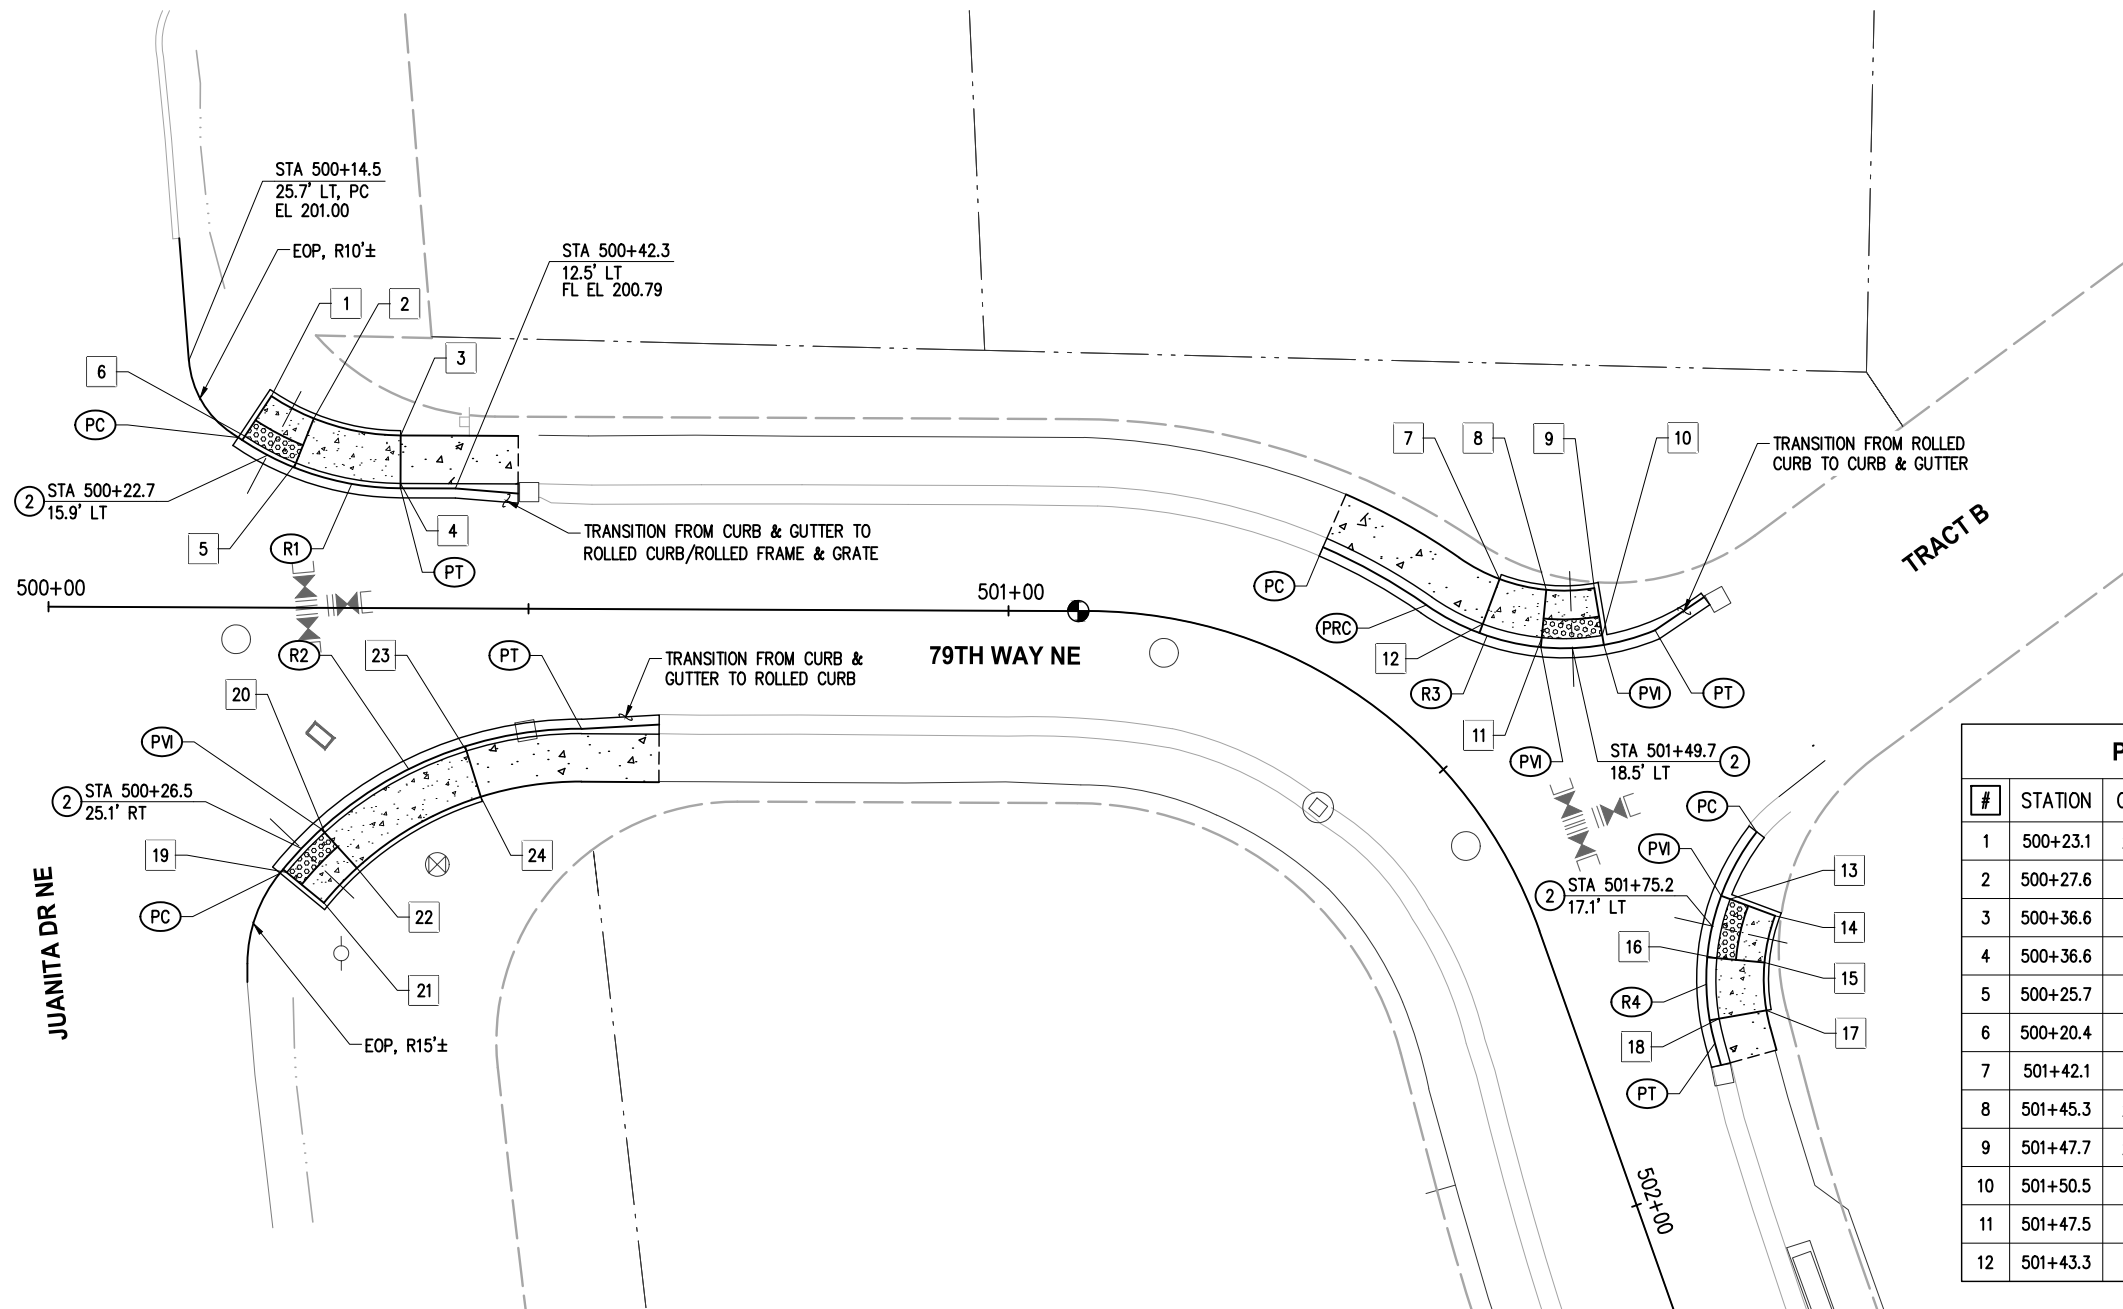 STA 500+14.5
25.7' LT, PC
EL 201.00
EOP, R10'±
STA 500+42.3
12.5' LT
FL EL 200.79
1
2
3
6
PC
2
STA 500+22.7
15.9' LT
5
R1
4
PT
TRANSITION FROM CURB & GUTTER TO
ROLLED CURB/ROLLED FRAME & GRATE
500+00
501+00
7
8
9
10
TRANSITION FROM ROLLED
CURB TO CURB & GUTTER
TRACT B
PC
PRC
12
R3
11
PVI
PVI
PT
STA 501+49.7
18.5' LT
2
79TH WAY NE
R2
23
PT
TRANSITION FROM CURB &
GUTTER TO ROLLED CURB
20
PVI
2
STA 500+26.5
25.1' RT
19
PC
24
22
21
EOP, R15'±
JUANITA DR NE
PC
PVI
13
2
STA 501+75.2
17.1' LT
14
16
15
R4
18
17
PT
502+00
P
# STATION
1 500+23.1
2 500+27.6
3 500+36.6
4 500+36.6
5 500+25.7
6 500+20.4
7 501+42.1
8 501+45.3
9 501+47.7
10 501+50.5
11 501+47.5
12 501+43.3